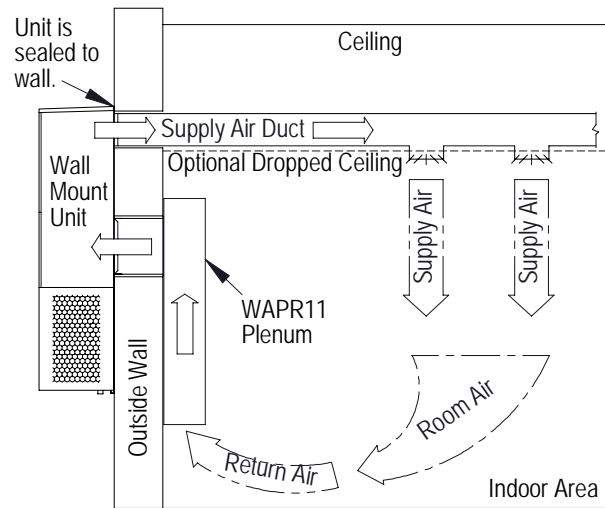 Unit is
sealed to
wall.
Ceiling
Supply Air Duct
Optional Dropped Ceiling
Wall
Mount
Unit
Supply Air
Supply Air
WAPR11
Plenum
Outside Wall
Room Air
Return Air
Indoor Area